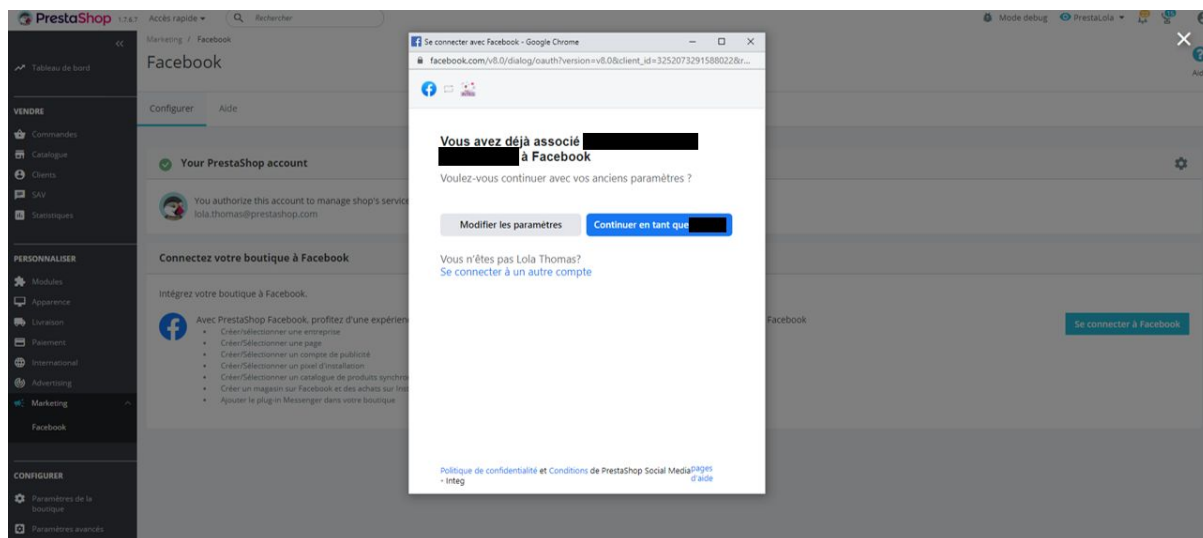 PrestaShop 1.7.6.7 Accès rapide Rechercher Mode debug PrestaLola
Marketing / Facebook
Facebook
Configurer Aide
Tableau de bord
VENDRE
Commandes
Catalogue
Clients
SAV
Statistiques
PERSONNALISER
Modules
Apparence
Livraison
Paiement
International
Advertising
Marketing
Facebook
CONFIGURER
Paramètres de la
boutique
Paramètres avancés
Your PrestaShop account
You authorize this account to manage shop's service
lola.thomas@prestashop.com
Connectez votre boutique à Facebook
Intégrez votre boutique à Facebook.
Avec PrestaShop Facebook, profitez d'une expérien
Créer/sélectionner une entreprise
Créer/Sélectionner une page
Créer/Sélectionner un compte de publicité
Créer/Sélectionner un pixel d'installation
Créer/Sélectionner un catalogue de produits synchro
Créer un magasin sur Facebook et des achats sur Inst
Ajouter le plug-in Messenger dans votre boutique
Facebook
Se connecter à Facebook
Se connecter avec Facebook - Google Chrome
facebook.com/v8.0/dialog/oauth?version=v8.0&client_id=3252073291588022&r...
Vous avez déjà associé
à Facebook
Voulez-vous continuer avec vos anciens paramètres ?
Modifier les paramètres Continuer en tant que
Vous n'êtes pas Lola Thomas?
Se connecter à un autre compte
Politique de confidentialité et Conditions de PrestaShop Social Media pages
- Integ d'aide